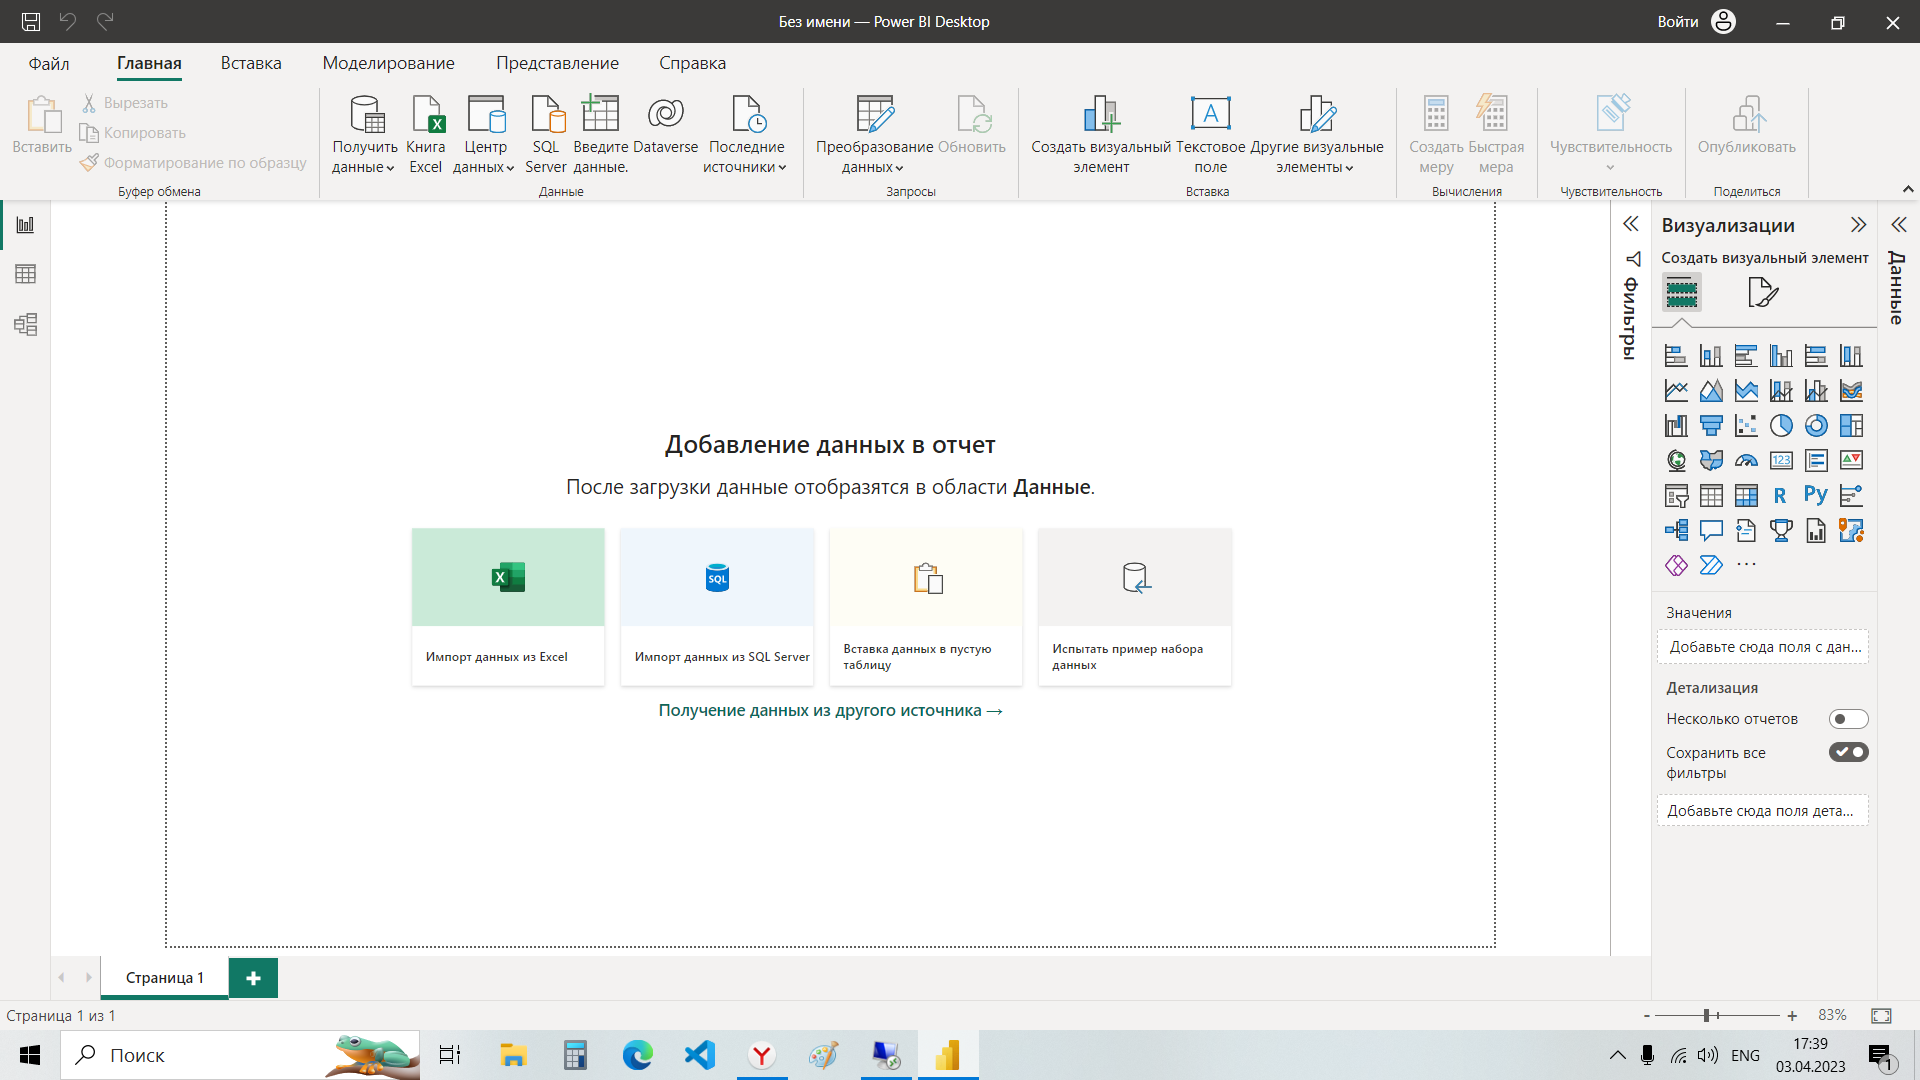 Без имени — Power BI Desktop
Войти
Файл
Главная
Вставка
Моделирование
Представление
Справка
Вставить
Вырезать
Копировать
Форматирование по образцу
Буфер обмена
Получить данные
Книга Excel
Центр данных
SQL Server
Введите данные.
Dataverse
Последние источники
Данные
Преобразование данных
Обновить
Запросы
Создать визуальный элемент
Текстовое поле
Другие визуальные элементы
Вставка
Создать меру
Быстрая мера
Вычисления
Чувствительность
Чувствительность
Опубликовать
Поделиться
Добавление данных в отчет
После загрузки данные отобразятся в области Данные.
SQL
Импорт данных из Excel
Импорт данных из SQL Server
Вставка данных в пустую
таблицу
Испытать пример набора
данных
Получение данных из другого источника →
Фильтры
Визуализации
Создать визуальный элемент
123
R
Py
...
Значения
Добавьте сюда поля с дан...
Детализация
Несколько отчетов
Сохранить все
фильтры
Добавьте сюда поля дета...
Данные
Страница 1
Страница 1 из 1
83%
Поиск
ENG
17:39
03.04.2023
1